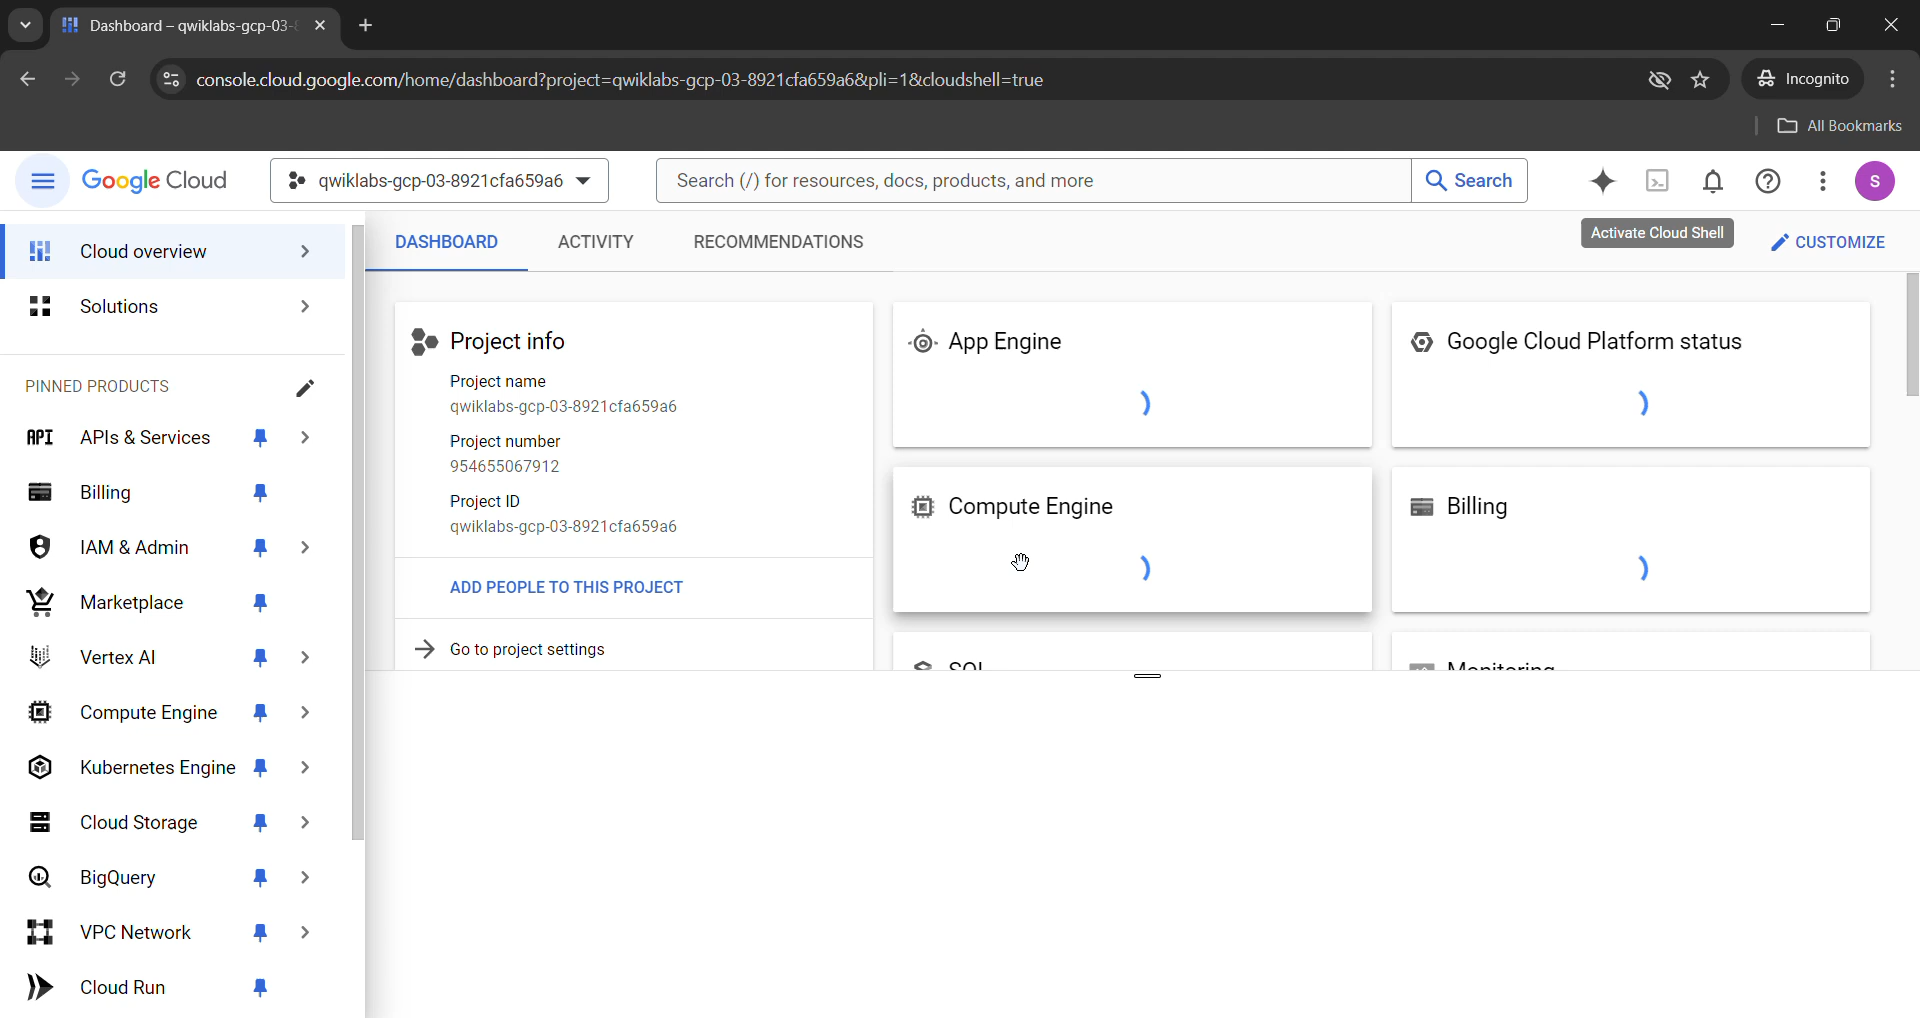 Dashboard – qwiklabs-gcp-03-8
console.cloud.google.com/home/dashboard?project=qwiklabs-gcp-03-8921cfa659a6&pli=1&cloudshell=true
Incognito
All Bookmarks
Google Cloud
qwiklabs-gcp-03-8921cfa659a6
Search (/) for resources, docs, products, and more
Search
S
Cloud overview
Solutions
PINNED PRODUCTS
API APIs & Services
Billing
IAM & Admin
Marketplace
Vertex AI
Compute Engine
Kubernetes Engine
Cloud Storage
BigQuery
VPC Network
Cloud Run
DASHBOARD
ACTIVITY
RECOMMENDATIONS
Activate Cloud Shell
CUSTOMIZE
Project info
Project name
qwiklabs-gcp-03-8921cfa659a6
Project number
954655067912
Project ID
qwiklabs-gcp-03-8921cfa659a6
ADD PEOPLE TO THIS PROJECT
Go to project settings
App Engine
Compute Engine
SQL
Google Cloud Platform status
Billing
Monitoring